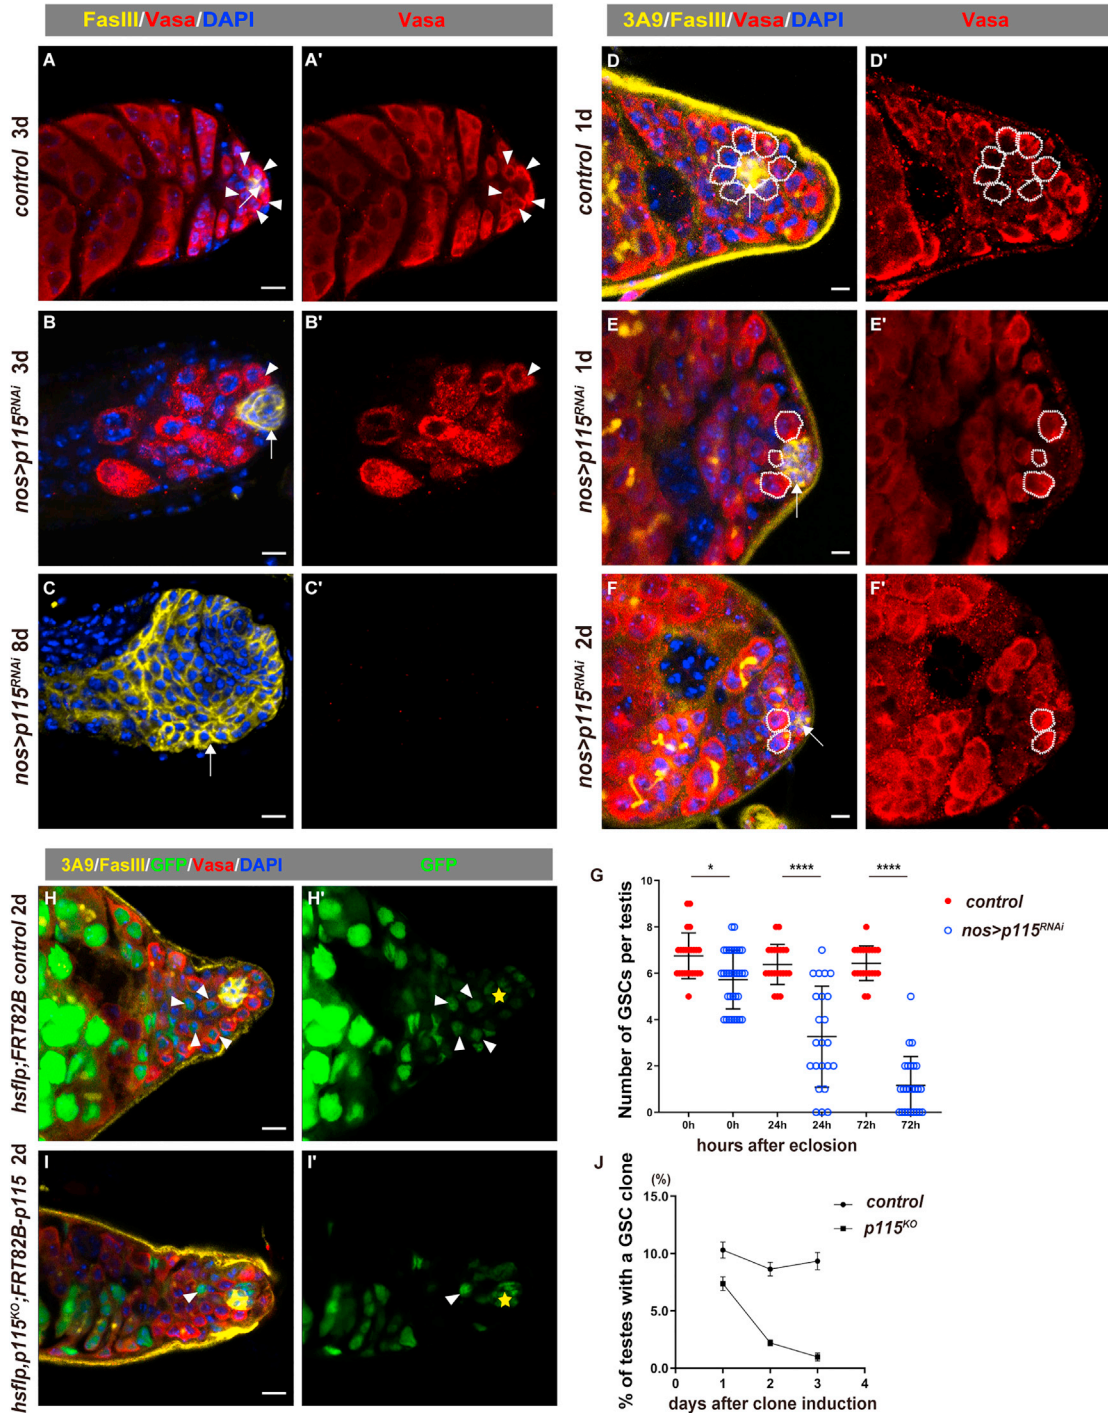 FasIII/Vasa/DAPI
Vasa
3A9/FasIII/Vasa/DAPI
Vasa
control 3d
A
A'
control 1d
D
D'
nos>p115RNAi 3d
B
B'
nos>p115RNAi 1d
E
E'
nos>p115RNAi 8d
C
C'
nos>p115RNAi 2d
F
F'
3A9/FasIII/GFP/Vasa/DAPI
GFP
hsflp;FRT82B control 2d
H
H'
hsflp,p115KO;FRT82B-p115 2d
I
I'
G
Number of GSCs per testis
10
8
6
4
2
0
*
****
****
control
nos>p115RNAi
0h 0h 24h 24h 72h 72h
hours after eclosion
J
% of testes with a GSC clone
(%)
15.0
10.0
5.0
0.0
control
p115KO
0 1 2 3 4
days after clone induction